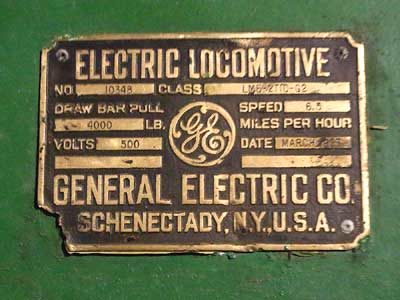 ELECTRIC LOCOMOTIVE
NO. 10348 CLASS
DRAW BAR PULL SPEED 6.5
4000 LB. MILES PER HOUR
GE
VOLTS 500 DATE MARCH
GENERAL ELECTRIC CO.
SCHENECTADY, N.Y., U.S.A.